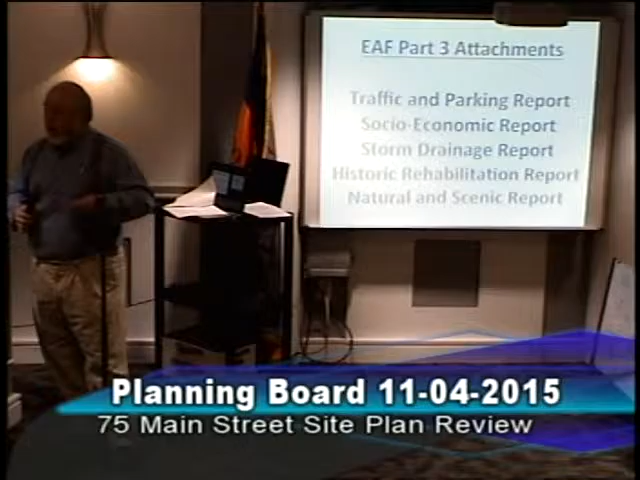 EAF Part 3 Attachments
Traffic and Parking Report
Socio-Economic Report
Storm Drainage Report
Historic Rehabilitation Report
Natural and Scenic Report
Planning Board 11-04-2015
75 Main Street Site Plan Review